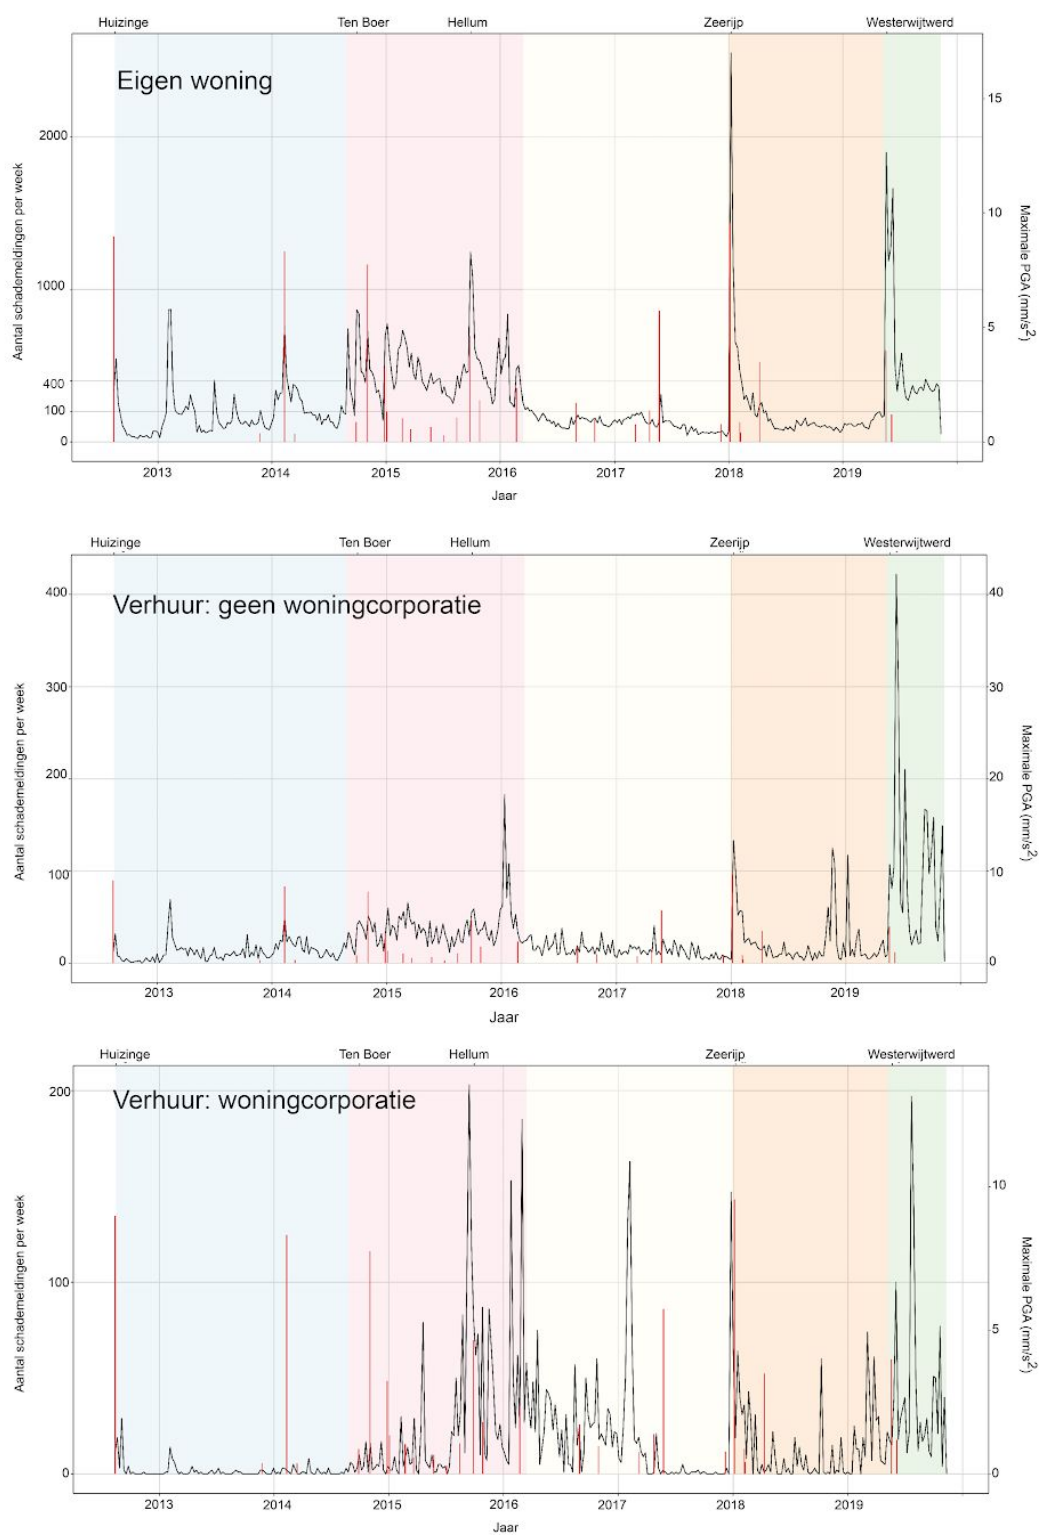 Huizinge Ten Boer Hellum Zeerijp Westerwijtwerd
Eigen woning
Aantal schademeldingen per week
2000
1000
400
100
0
15
10
5
0
Maximale PGA (mm/s2)
2013 2014 2015 2016 2017 2018 2019
Jaar
Huizinge Ten Boer Hellum Zeerijp Westerwijtwerd
Verhuur: geen woningcorporatie
Aantal schademeldingen per week
400
300
200
100
0
40
30
20
10
0
Maximale PGA (mm/s2)
2013 2014 2015 2016 2017 2018 2019
Jaar
Huizinge Ten Boer Hellum Zeerijp Westerwijtwerd
Verhuur: woningcorporatie
Aantal schademeldingen per week
200
100
0
10
5
0
Maximale PGA (mm/s2)
2013 2014 2015 2016 2017 2018 2019
Jaar